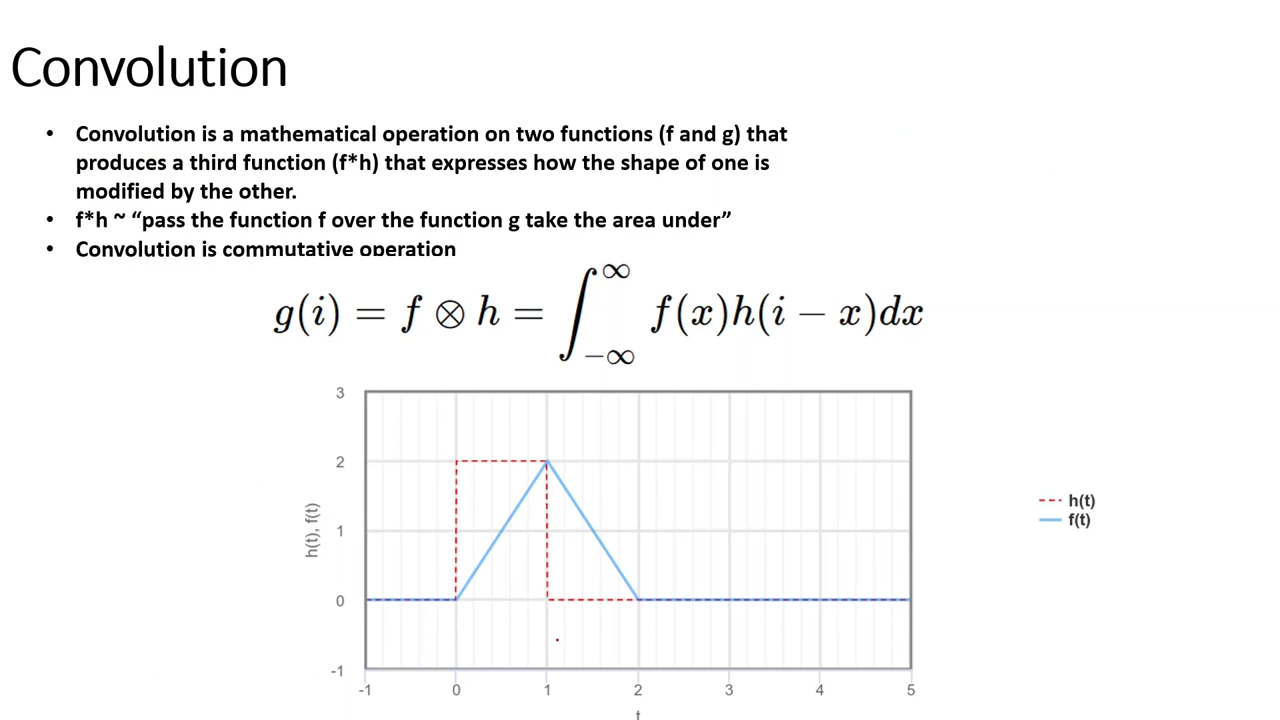 Convolution
• Convolution is a mathematical operation on two functions (f and g) that
produces a third function (f*h) that expresses how the shape of one is
modified by the other.
• f*h ~ “pass the function f over the function g take the area under”
• Convolution is commutative operation
g(i) = f ⊗ h = ∫_{-∞}^{∞} f(x)h(i − x)dx
3
2
1
0
-1
h(t), f(t)
-1 0 1 2 3 4 5
t
h(t)
f(t)